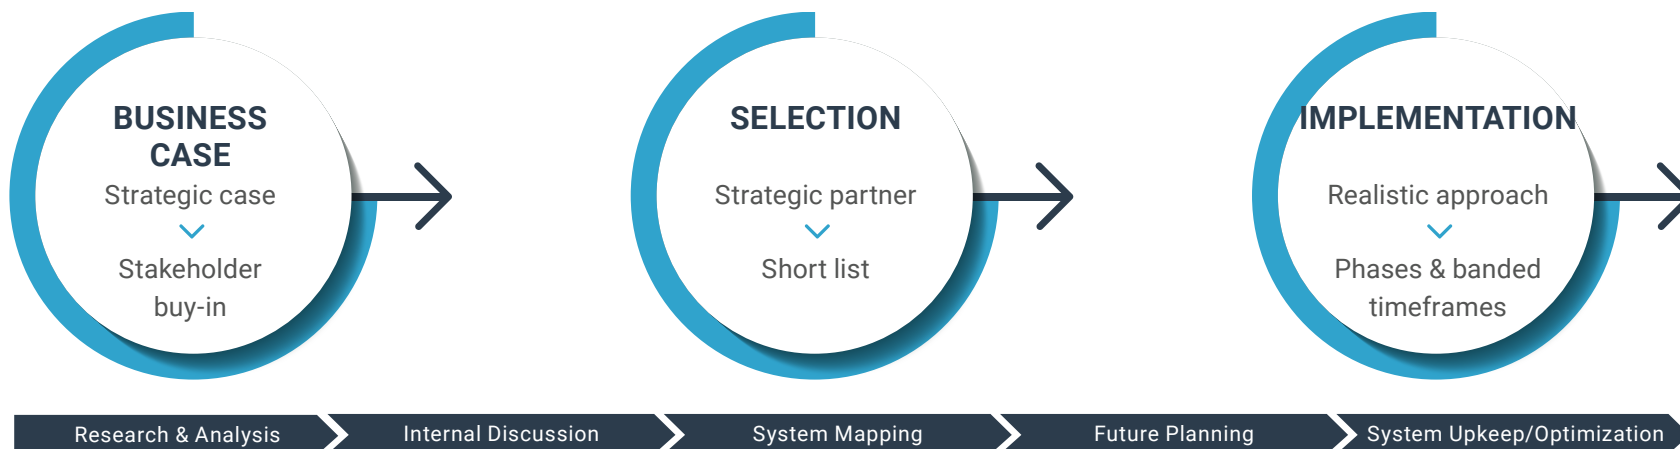 BUSINESS
CASE
Strategic case
Stakeholder
buy-in
SELECTION
Strategic partner
Short list
IMPLEMENTATION
Realistic approach
Phases & banded
timeframes
Research & Analysis
Internal Discussion
System Mapping
Future Planning
System Upkeep/Optimization